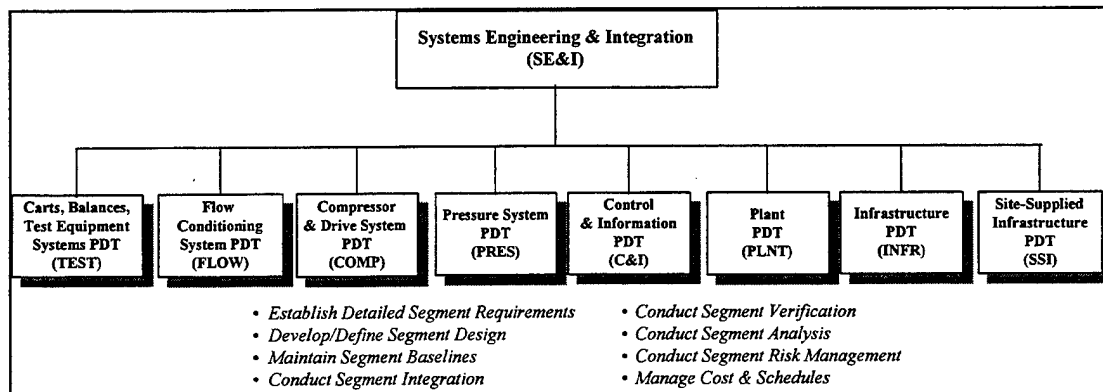 Systems Engineering & Integration
(SE&I)
Carts, Balances,
Test Equipment
Systems PDT
(TEST)
Flow
Conditioning
System PDT
(FLOW)
Compressor
& Drive System
PDT
(COMP)
Pressure System
PDT
(PRES)
Control
& Information
PDT
(C&I)
Plant
PDT
(PLNT)
Infrastructure
PDT
(INFR)
Site-Supplied
Infrastructure
PDT
(SSI)
• Establish Detailed Segment Requirements
• Develop/Define Segment Design
• Maintain Segment Baselines
• Conduct Segment Integration
• Conduct Segment Verification
• Conduct Segment Analysis
• Conduct Segment Risk Management
• Manage Cost & Schedules